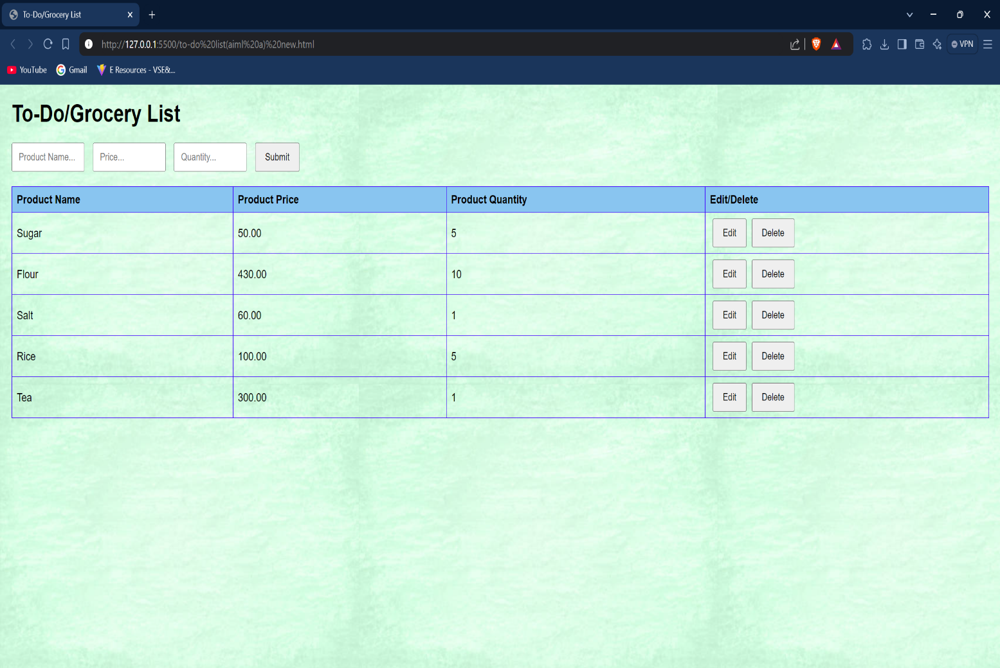 To-Do/Grocery List
http://127.0.0.1:5500/to-do%20list(aiml%20a)%20new.html
VPN
YouTube Gmail E Resources - VSE&...
To-Do/Grocery List
Product Name... Price... Quantity... Submit
Product Name Product Price Product Quantity Edit/Delete
Sugar 50.00 5 Edit Delete
Flour 430.00 10 Edit Delete
Salt 60.00 1 Edit Delete
Rice 100.00 5 Edit Delete
Tea 300.00 1 Edit Delete